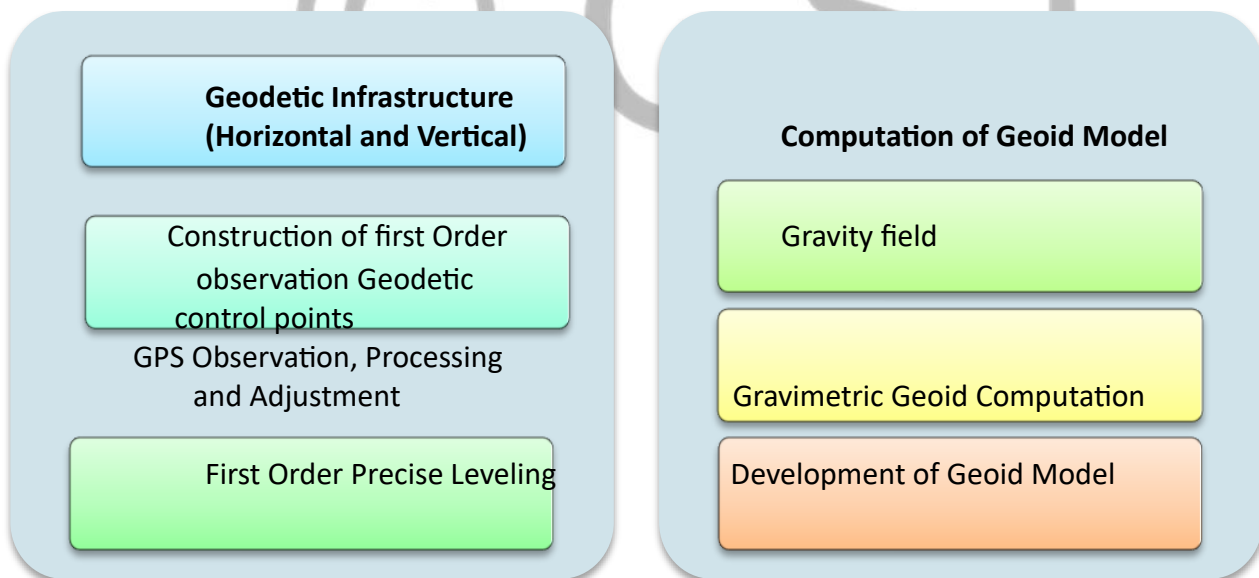 Geodetic Infrastructure
(Horizontal and Vertical)
Construction of first Order
observation Geodetic
control points
GPS Observation, Processing
and Adjustment
First Order Precise Leveling
Computation of Geoid Model
Gravity field
Gravimetric Geoid Computation
Development of Geoid Model